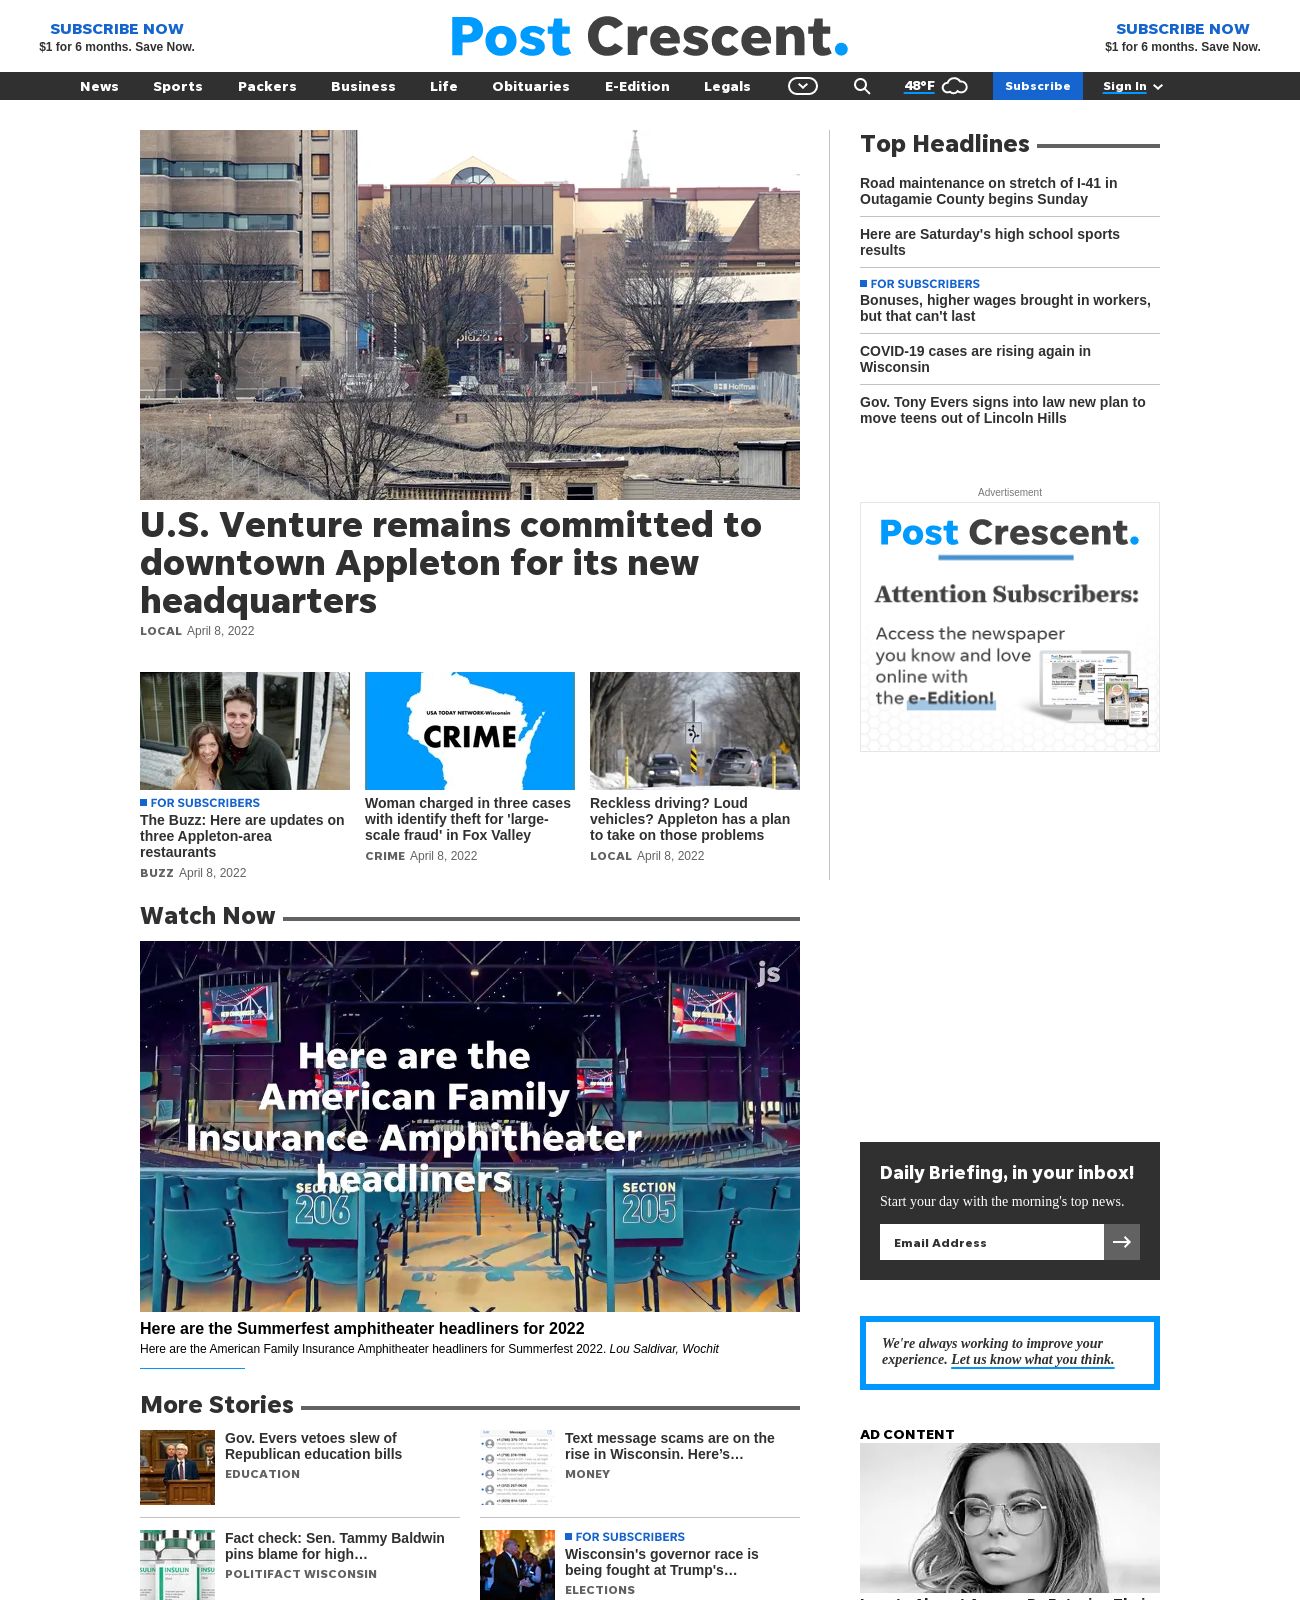 SUBSCRIBE NOW
$1 for 6 months. Save Now.
Post Crescent.
SUBSCRIBE NOW
$1 for 6 months. Save Now.
News Sports Packers Business Life Obituaries E-Edition Legals 48°F Subscribe Sign In
plaza
Hoffman
U.S. Venture remains committed to
downtown Appleton for its new
headquarters
LOCAL April 8, 2022
FOR SUBSCRIBERS
The Buzz: Here are updates on
three Appleton-area
restaurants
BUZZ April 8, 2022
USA TODAY NETWORK-Wisconsin
CRIME
Woman charged in three cases
with identify theft for 'large-
scale fraud' in Fox Valley
CRIME April 8, 2022
Reckless driving? Loud
vehicles? Appleton has a plan
to take on those problems
LOCAL April 8, 2022
Top Headlines
Road maintenance on stretch of I-41 in
Outagamie County begins Sunday
Here are Saturday's high school sports
results
FOR SUBSCRIBERS
Bonuses, higher wages brought in workers,
but that can't last
COVID-19 cases are rising again in
Wisconsin
Gov. Tony Evers signs into law new plan to
move teens out of Lincoln Hills
Advertisement
Post Crescent.
Attention Subscribers:
Access the newspaper
you know and love
online with
the e-Edition!
Watch Now
js
Here are the
American Family
Insurance Amphitheater
headliners
SECTION
206
SECTION
205
Here are the Summerfest amphitheater headliners for 2022
Here are the American Family Insurance Amphitheater headliners for Summerfest 2022. Lou Saldivar, Wochit
Daily Briefing, in your inbox!
Start your day with the morning's top news.
Email Address
We're always working to improve your
experience. Let us know what you think.
More Stories
Gov. Evers vetoes slew of
Republican education bills
EDUCATION
Messages
Text message scams are on the
rise in Wisconsin. Here's…
MONEY
INSULIN
Fact check: Sen. Tammy Baldwin
pins blame for high…
POLITIFACT WISCONSIN
FOR SUBSCRIBERS
Wisconsin's governor race is
being fought at Trump's…
ELECTIONS
AD CONTENT